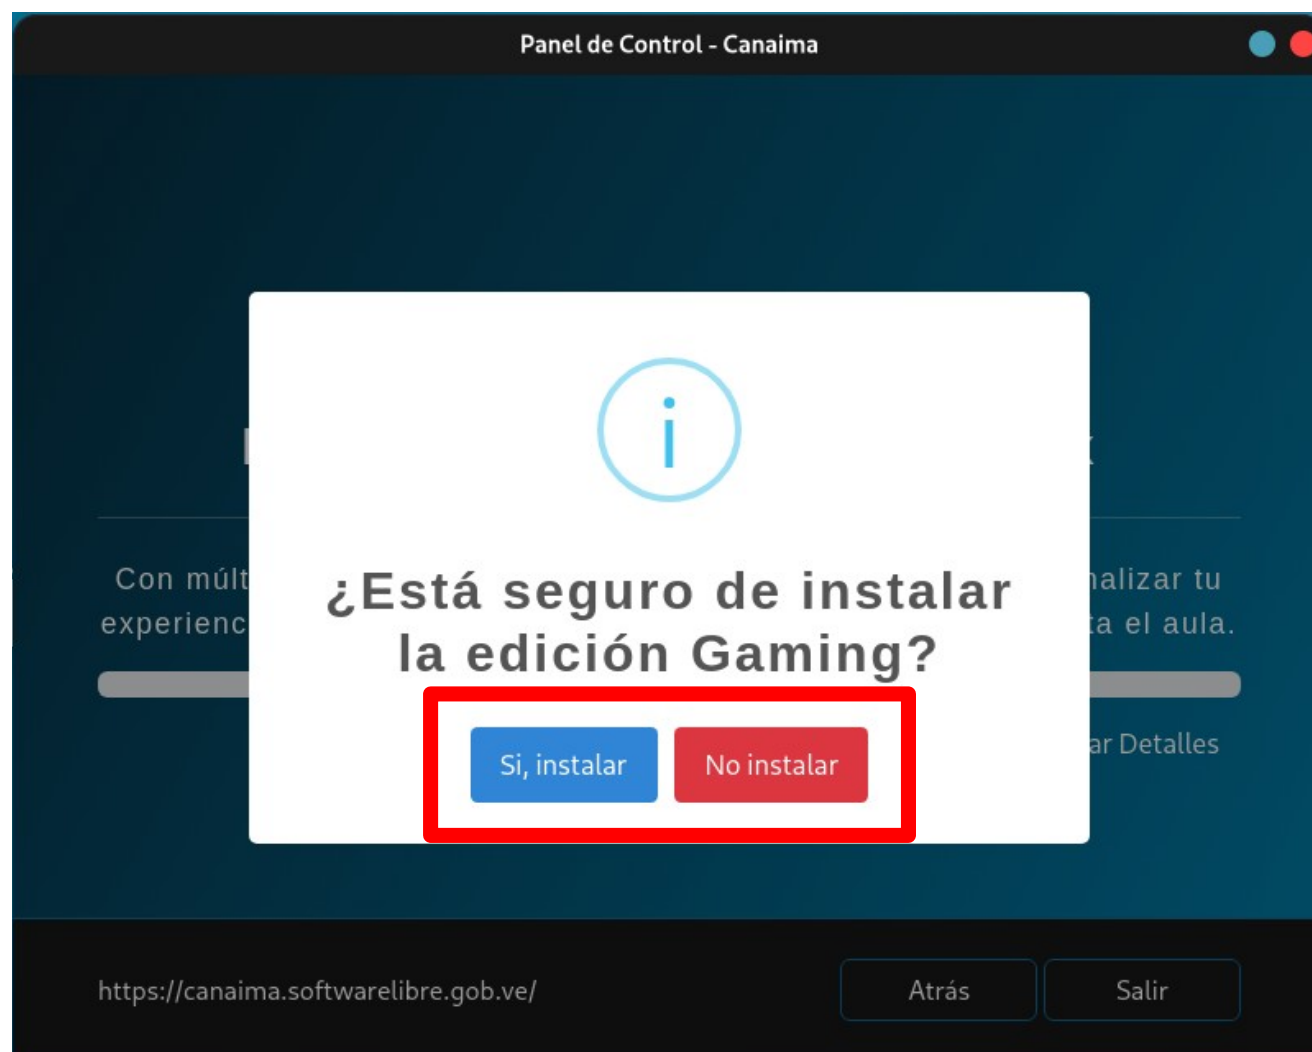 Panel de Control - Canaima
i
¿Está seguro de instalar
la edición Gaming?
Con múlt
nalizar tu
experienc
ta el aula.
Si, instalar
No instalar
ar Detalles
https://canaima.softwarelibre.gob.ve/
Atrás
Salir